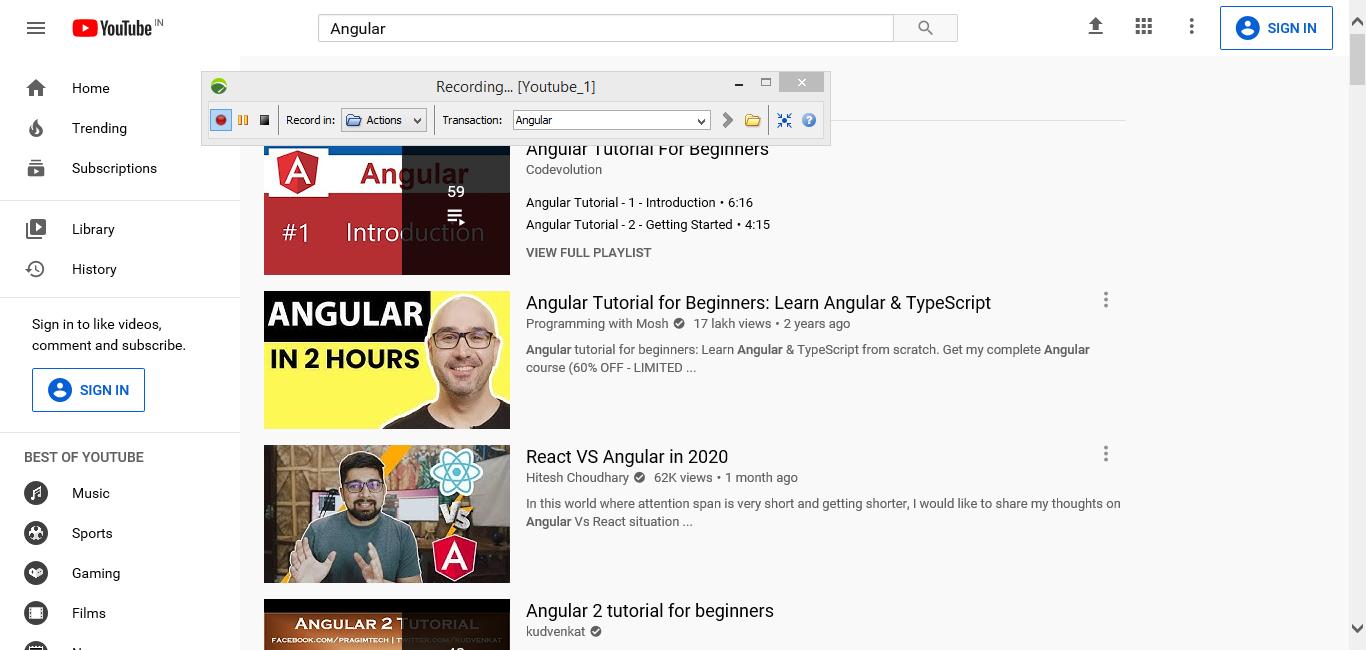 YouTube IN
Angular
SIGN IN
Home
Trending
Subscriptions
Library
History
Sign in to like videos,
comment and subscribe.
SIGN IN
BEST OF YOUTUBE
Music
Sports
Gaming
Films
Recording... [Youtube_1]
Record in: Actions Transaction: Angular
Angular
59
#1 Introduction
Angular Tutorial For Beginners
Codevolution
Angular Tutorial - 1 - Introduction • 6:16
Angular Tutorial - 2 - Getting Started • 4:15
VIEW FULL PLAYLIST
ANGULAR
IN 2 HOURS
Angular Tutorial for Beginners: Learn Angular & TypeScript
Programming with Mosh 17 lakh views • 2 years ago
Angular tutorial for beginners: Learn Angular & TypeScript from scratch. Get my complete Angular
course (60% OFF - LIMITED ...
VS
React VS Angular in 2020
Hitesh Choudhary 62K views • 1 month ago
In this world where attention span is very short and getting shorter, I would like to share my thoughts on
Angular Vs React situation ...
ANGULAR 2 TUTORIAL
FACEBOOK.COM/PRAGIMTECH | TWITTER.COM/KUDVENKAT
Angular 2 tutorial for beginners
kudvenkat